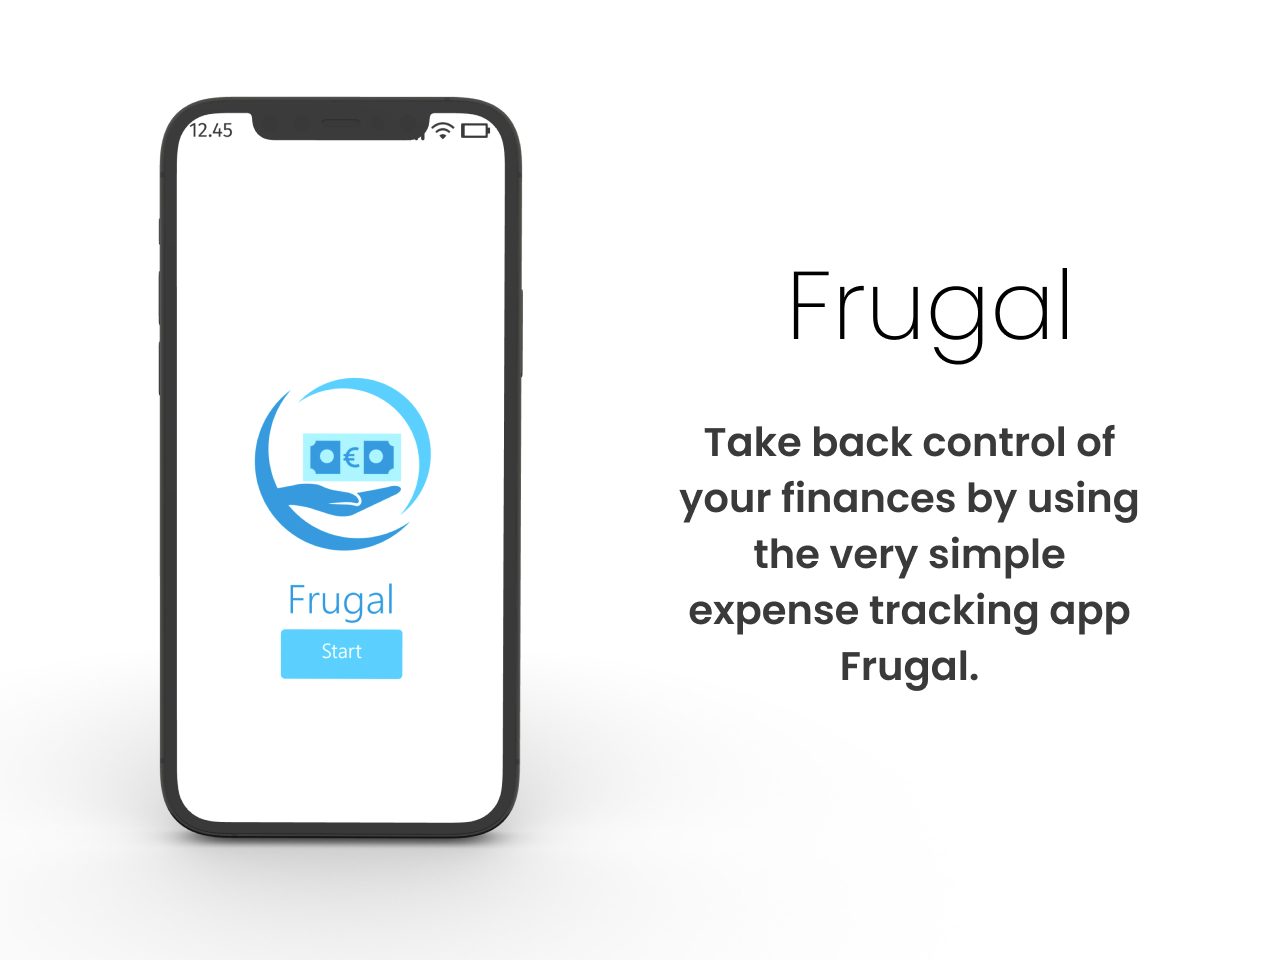 12.45
€
Frugal
Start
Frugal
Take back control of
your finances by using
the very simple
expense tracking app
Frugal.